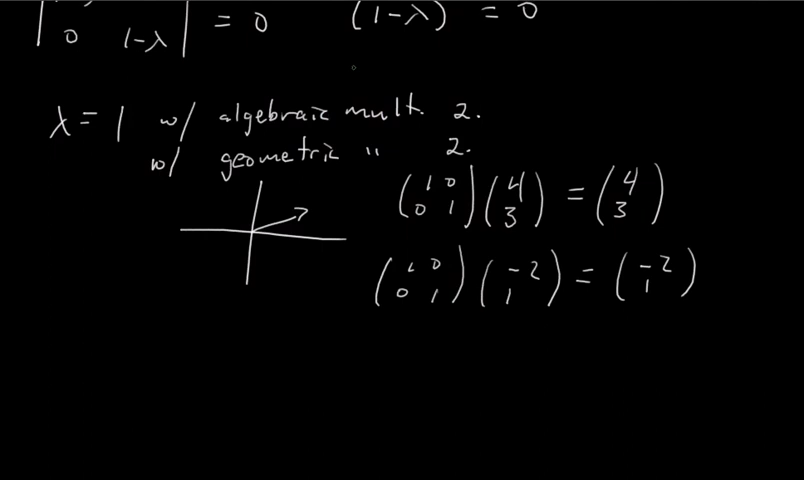 | 0 1-λ | = 0 (1-λ) = 0
λ = 1 w/ algebraic mult. 2.
w/ geometric " 2.
(1 0
0 1) (4
3) = (4
3)
(1 0
0 1) (-2
1) = (-2
1)